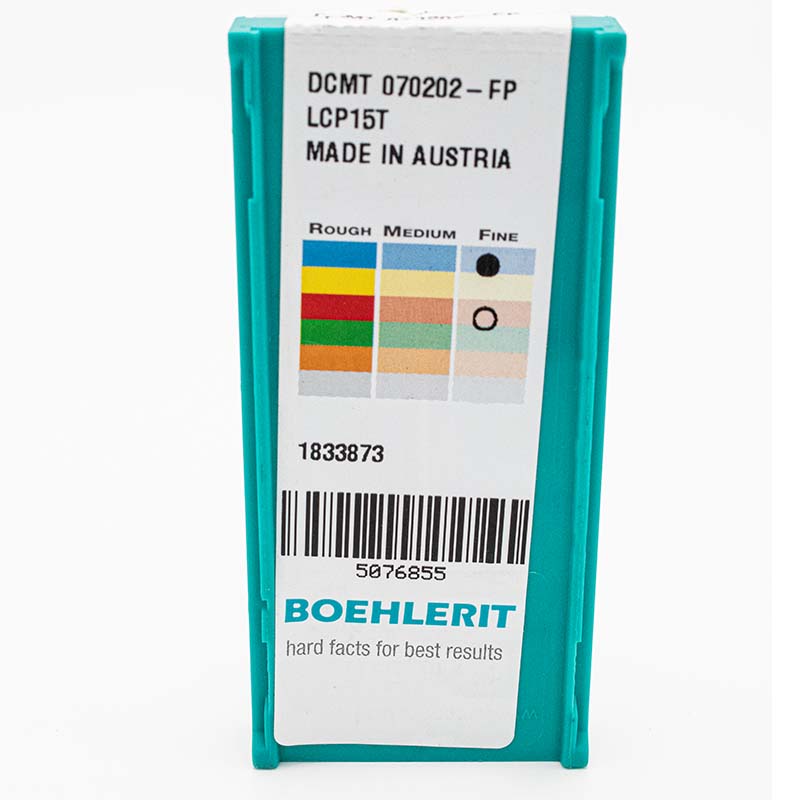 DCMT 070202-FP
LCP15T
MADE IN AUSTRIA
ROUGH MEDIUM FINE
1833873
5076855
BOEHLERIT
hard facts for best results